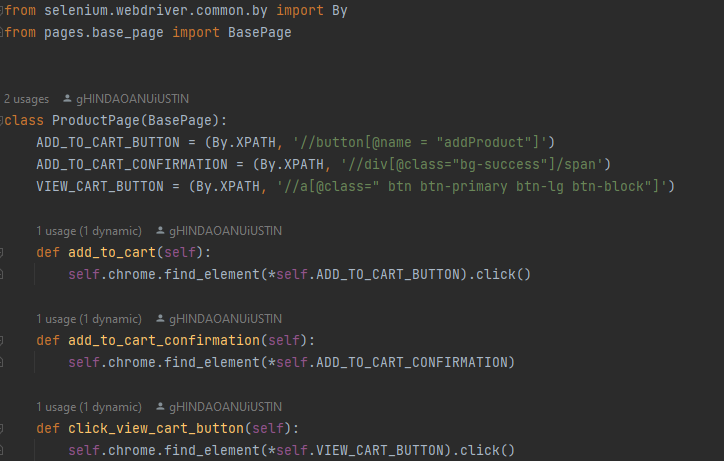 from selenium.webdriver.common.by import By
from pages.base_page import BasePage
2 usages gHINDAOANUiUSTIN
class ProductPage(BasePage):
ADD_TO_CART_BUTTON = (By.XPATH, '//button[@name = "addProduct"]')
ADD_TO_CART_CONFIRMATION = (By.XPATH, '//div[@class="bg-success"]/span')
VIEW_CART_BUTTON = (By.XPATH, '//a[@class=" btn btn-primary btn-lg btn-block"]')
1 usage (1 dynamic) gHINDAOANUiUSTIN
def add_to_cart(self):
self.chrome.find_element(*self.ADD_TO_CART_BUTTON).click()
1 usage (1 dynamic) gHINDAOANUiUSTIN
def add_to_cart_confirmation(self):
self.chrome.find_element(*self.ADD_TO_CART_CONFIRMATION)
1 usage (1 dynamic) gHINDAOANUiUSTIN
def click_view_cart_button(self):
self.chrome.find_element(*self.VIEW_CART_BUTTON).click()